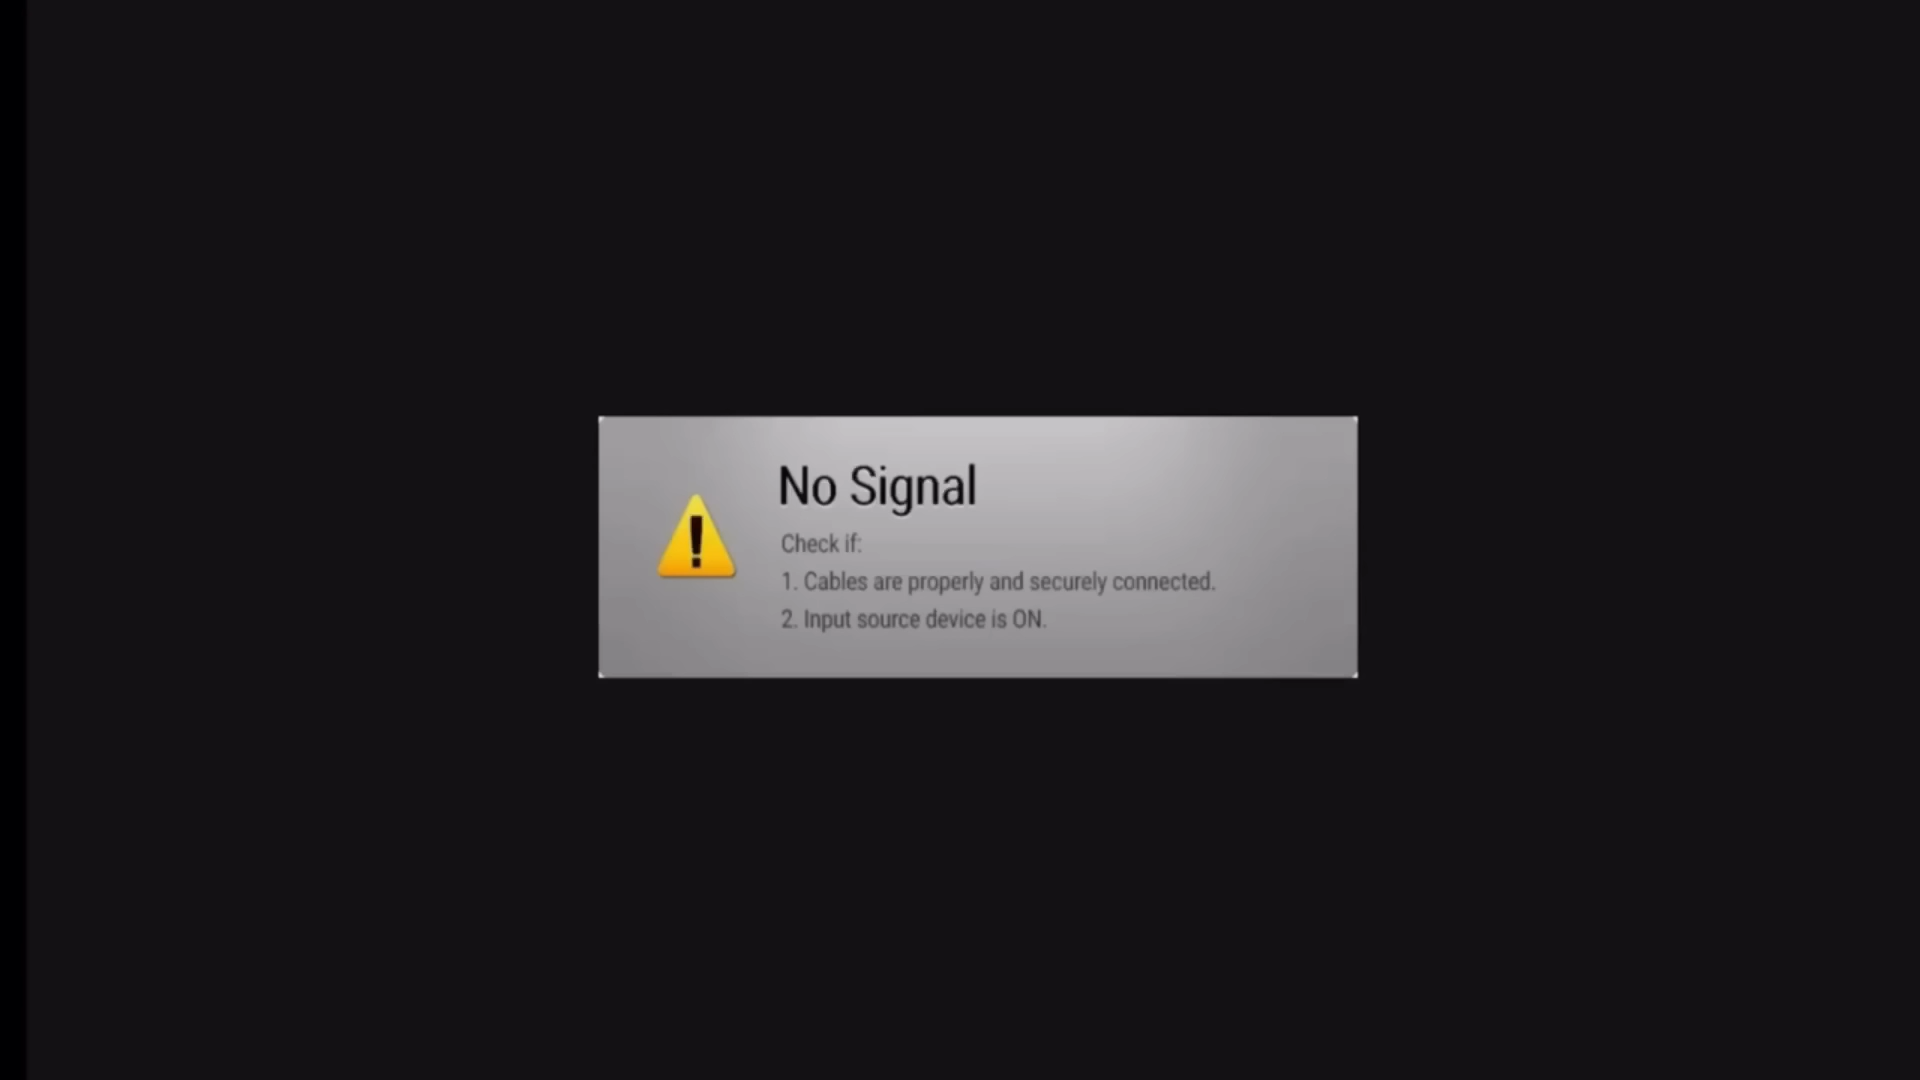 No Signal
Check if:
1. Cables are properly and securely connected.
2. Input source device is ON.